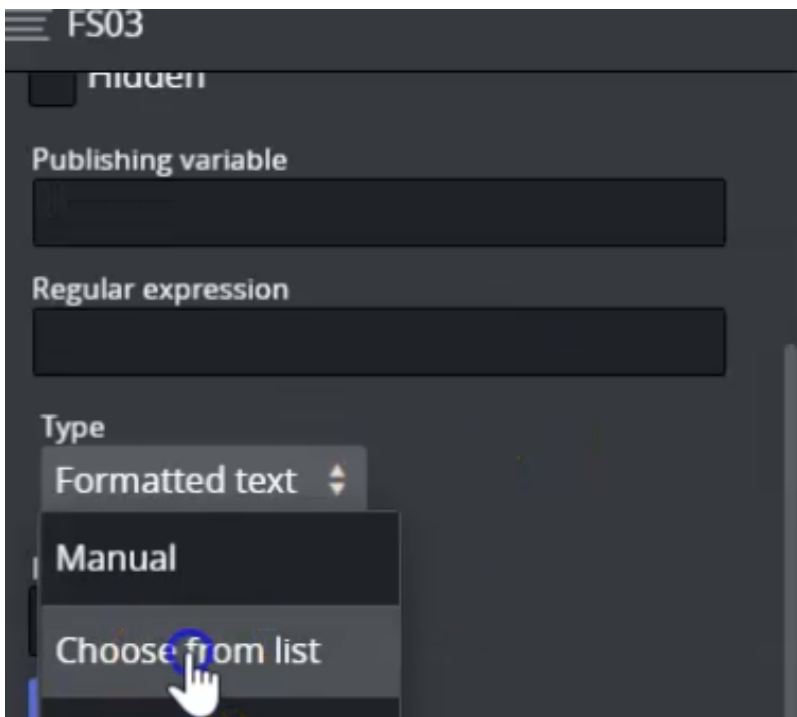 FS03
Hidden
Publishing variable
Regular expression
Type
Formatted text
Manual
Choose from list